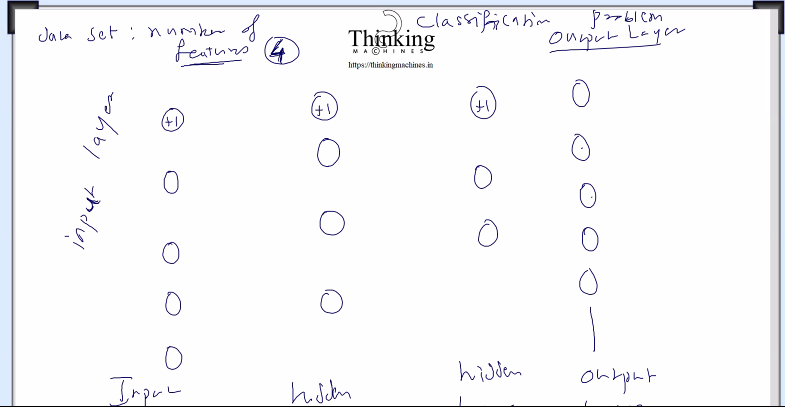 Data set : number of features 4
Classification Problem
Output Layer
Thinking
MACHINES
https://thinkingmachines.in
input layer
+1 +1 +1
Input hidden hidden Output